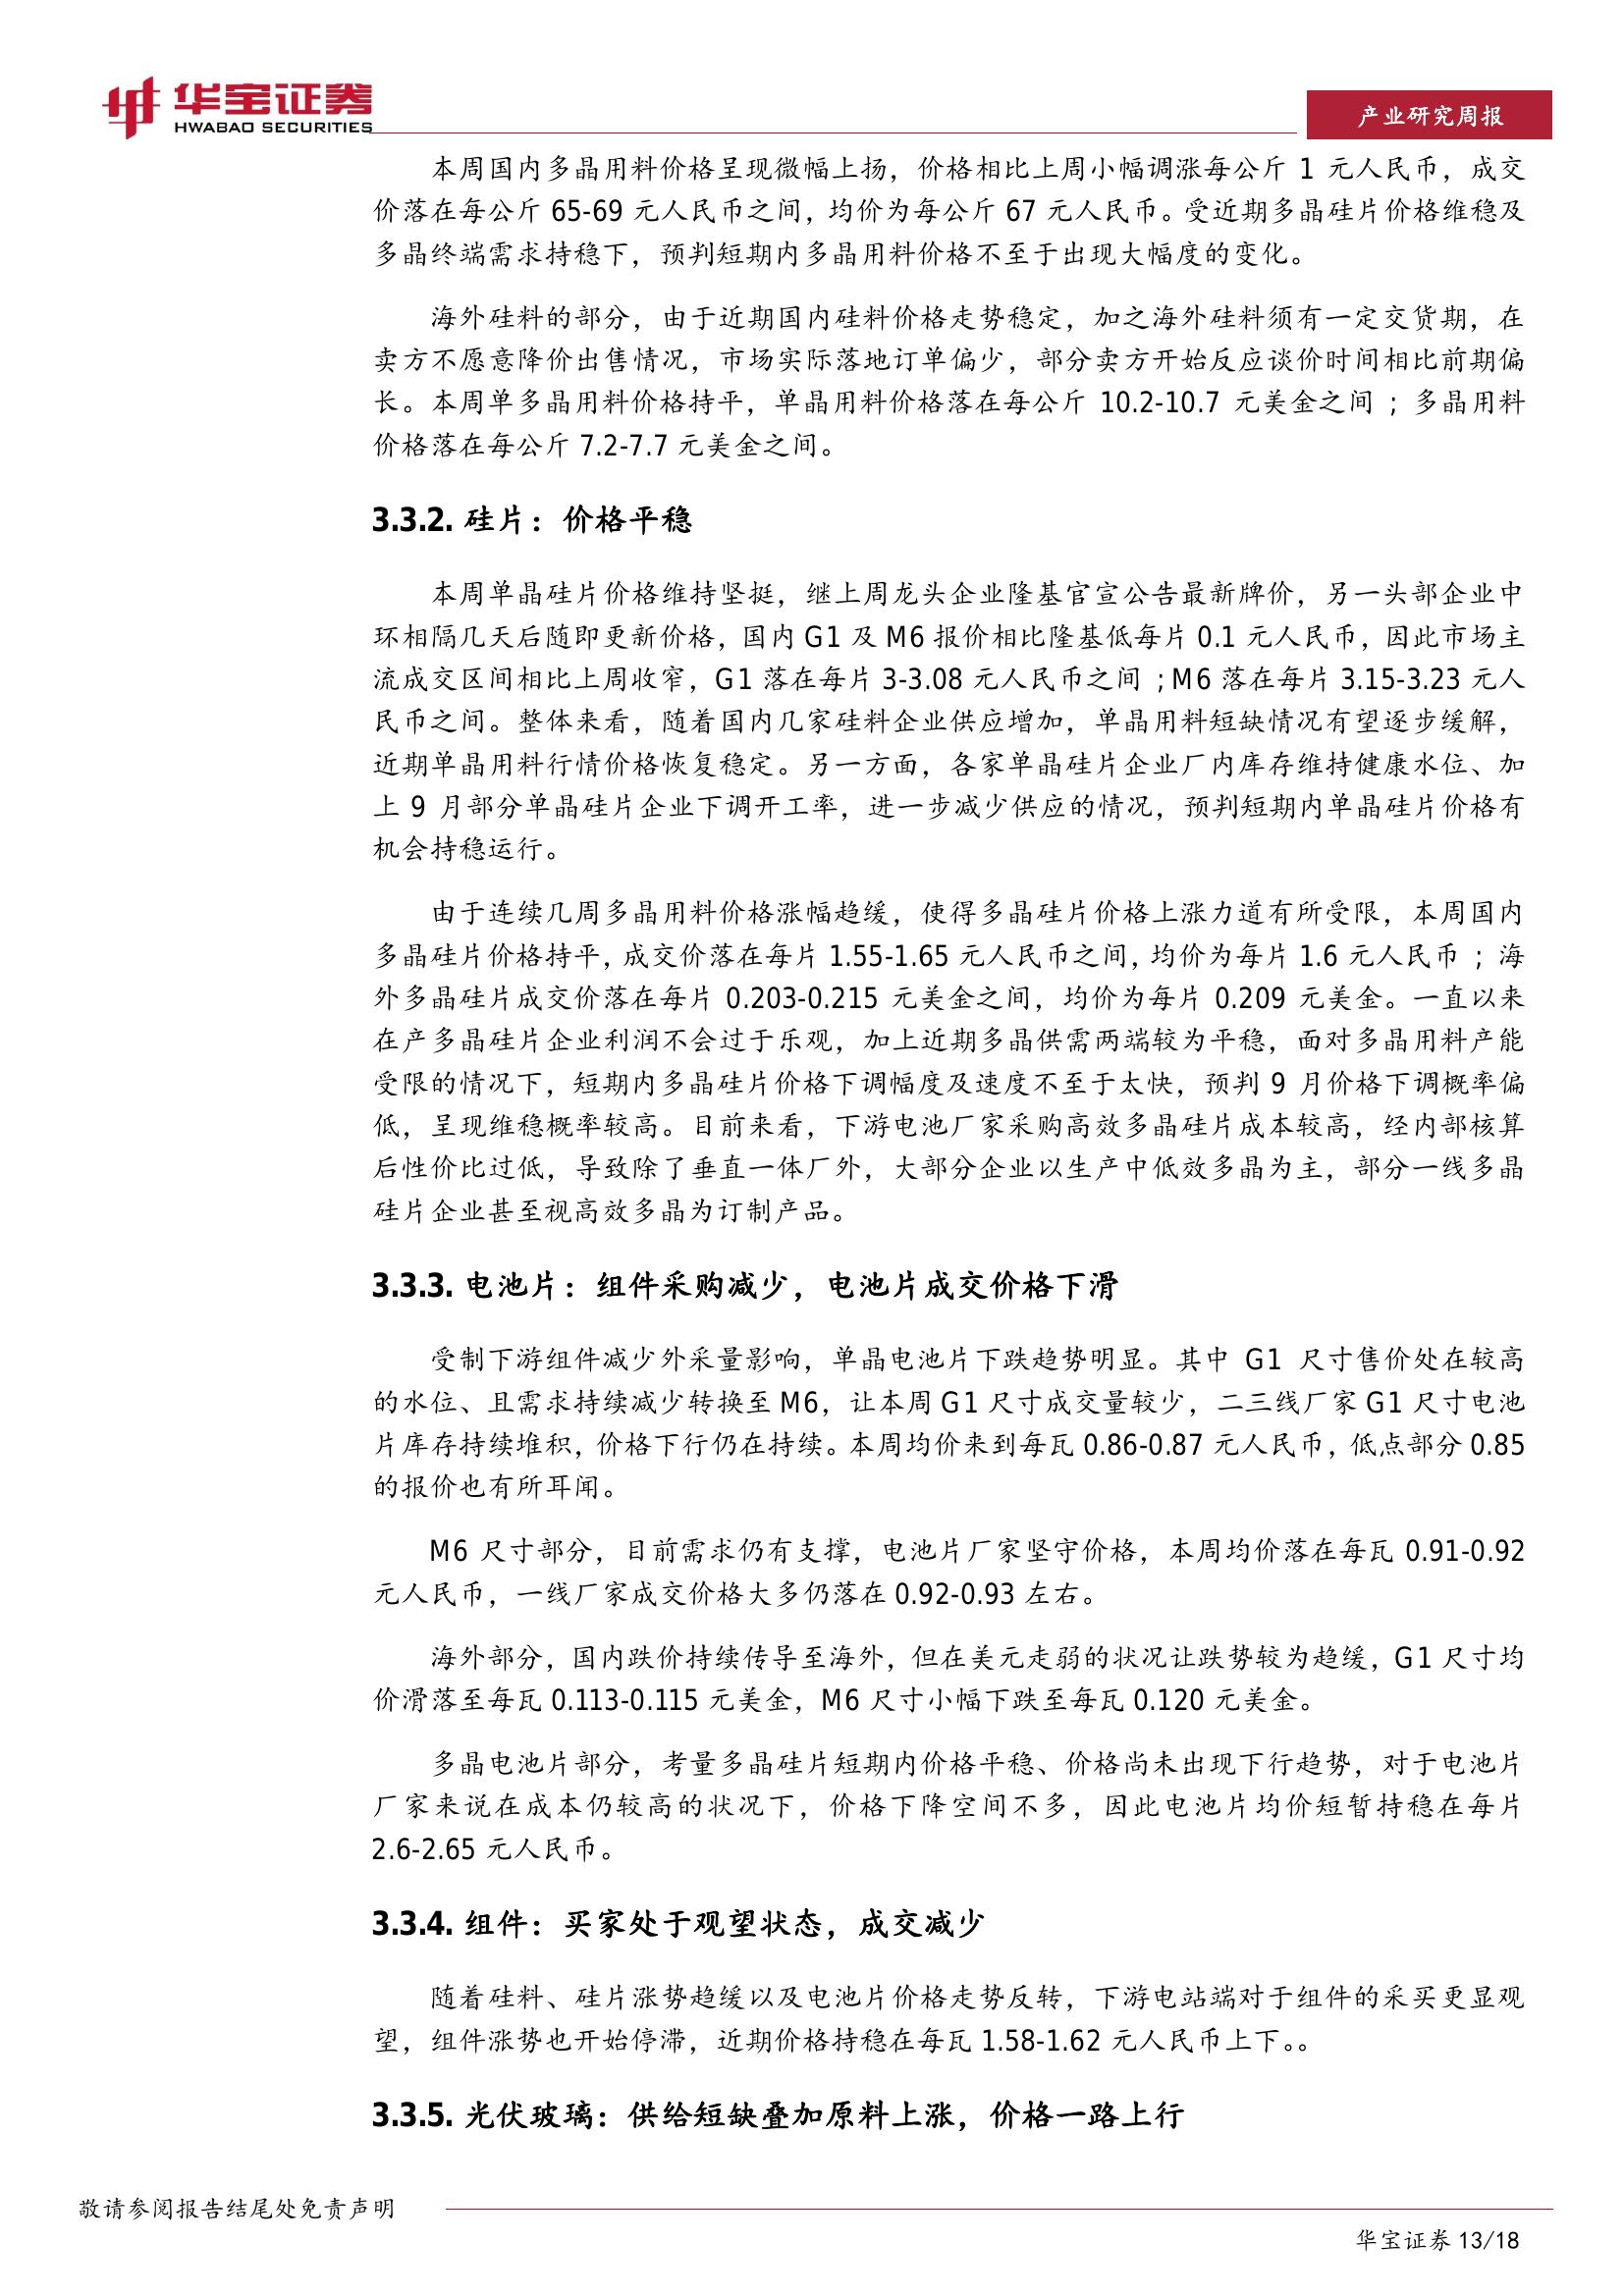 华宝证券
HWABAO SECURITIES
产业研究周报
本周国内多晶用料价格呈现微幅上扬，价格相比上周小幅调涨每公斤 1 元人民币，成交
价落在每公斤 65-69 元人民币之间，均价为每公斤 67 元人民币。受近期多晶硅片价格维稳及
多晶终端需求持稳下，预判短期内多晶用料价格不至于出现大幅度的变化。
海外硅料的部分，由于近期国内硅料价格走势稳定，加之海外硅料须有一定交货期，在
卖方不愿意降价出售情况，市场实际落地订单偏少，部分卖方开始反应谈价时间相比前期偏
长。本周单多晶用料价格持平，单晶用料价格落在每公斤 10.2-10.7 元美金之间；多晶用料
价格落在每公斤 7.2-7.7 元美金之间。
3.3.2. 硅片：价格平稳
本周单晶硅片价格维持坚挺，继上周龙头企业隆基官宣公告最新牌价，另一头部企业中
环相隔几天后随即更新价格，国内 G1 及 M6 报价相比隆基低每片 0.1 元人民币，因此市场主
流成交区间相比上周收窄，G1 落在每片 3-3.08 元人民币之间；M6 落在每片 3.15-3.23 元人
民币之间。整体来看，随着国内几家硅料企业供应增加，单晶用料短缺情况有望逐步缓解，
近期单晶用料行情价格恢复稳定。另一方面，各家单晶硅片企业厂内库存维持健康水位、加
上 9 月部分单晶硅片企业下调开工率，进一步减少供应的情况，预判短期内单晶硅片价格有
机会持稳运行。
由于连续几周多晶用料价格涨幅趋缓，使得多晶硅片价格上涨力道有所受限，本周国内
多晶硅片价格持平，成交价落在每片 1.55-1.65 元人民币之间，均价为每片 1.6 元人民币；海
外多晶硅片成交价落在每片 0.203-0.215 元美金之间，均价为每片 0.209 元美金。一直以来
在产多晶硅片企业利润不会过于乐观，加上近期多晶供需两端较为平稳，面对多晶用料产能
受限的情况下，短期内多晶硅片价格下调幅度及速度不至于太快，预判 9 月价格下调概率偏
低，呈现维稳概率较高。目前来看，下游电池厂家采购高效多晶硅片成本较高，经内部核算
后性价比过低，导致除了垂直一体厂外，大部分企业以生产中低效多晶为主，部分一线多晶
硅片企业甚至视高效多晶为订制产品。
3.3.3. 电池片：组件采购减少，电池片成交价格下滑
受制下游组件减少外采量影响，单晶电池片下跌趋势明显。其中 G1 尺寸售价处在较高
的水位、且需求持续减少转换至 M6，让本周 G1 尺寸成交量较少，二三线厂家 G1 尺寸电池
片库存持续堆积，价格下行仍在持续。本周均价来到每瓦 0.86-0.87 元人民币，低点部分 0.85
的报价也有所耳闻。
M6 尺寸部分，目前需求仍有支撑，电池片厂家坚守价格，本周均价落在每瓦 0.91-0.92
元人民币，一线厂家成交价格大多仍落在 0.92-0.93 左右。
海外部分，国内跌价持续传导至海外，但在美元走弱的状况让跌势较为趋缓，G1 尺寸均
价滑落至每瓦 0.113-0.115 元美金，M6 尺寸小幅下跌至每瓦 0.120 元美金。
多晶电池片部分，考量多晶硅片短期内价格平稳、价格尚未出现下行趋势，对于电池片
厂家来说在成本仍较高的状况下，价格下降空间不多，因此电池片均价短暂持稳在每片
2.6-2.65 元人民币。
3.3.4. 组件：买家处于观望状态，成交减少
随着硅料、硅片涨势趋缓以及电池片价格走势反转，下游电站端对于组件的采买更显观
望，组件涨势也开始停滞，近期价格持稳在每瓦 1.58-1.62 元人民币上下。。
3.3.5. 光伏玻璃：供给短缺叠加原料上涨，价格一路上行
敬请参阅报告结尾处免责声明
华宝证券 13/18